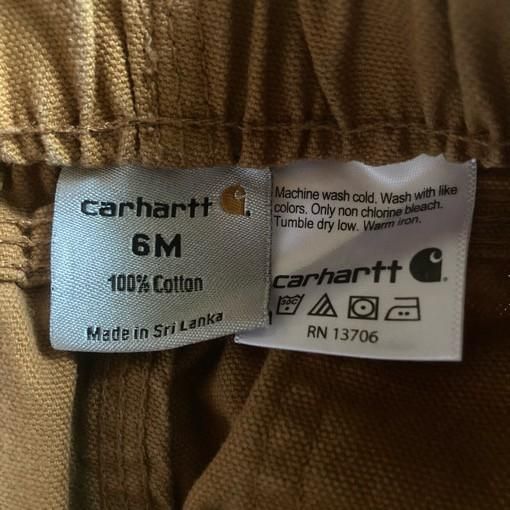 carhartt
6M
100% Cotton
Made in Sri Lanka
Machine wash cold. Wash with like
colors. Only non chlorine bleach.
Tumble dry low. Warm iron.
carhartt
RN 13706